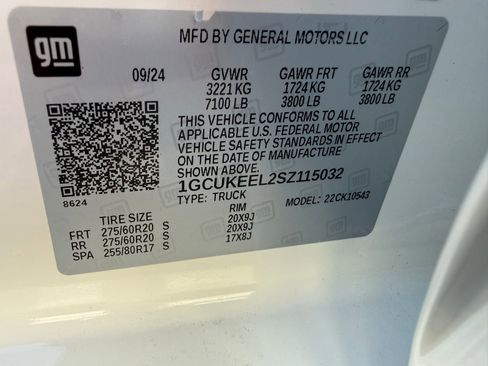 gm
MFD BY GENERAL MOTORS LLC
09/24 GVWR GAWR FRT GAWR RR
3221 KG 1724 KG 1724 KG
7100 LB 3800 LB 3800 LB
THIS VEHICLE CONFORMS TO ALL
APPLICABLE U.S. FEDERAL MOTOR
VEHICLE SAFETY STANDARDS IN EFFECT
ON THE DATE OF MANUFACTURE
SHOWN ABOVE.
1GCUKEEL2SZ115032
8624
TYPE: TRUCK 22CK10543
TIRE SIZE RIM
FRT 275/60R20 S 20X9J
RR 275/60R20 S 20X9J
SPA 255/80R17 S 17X8J